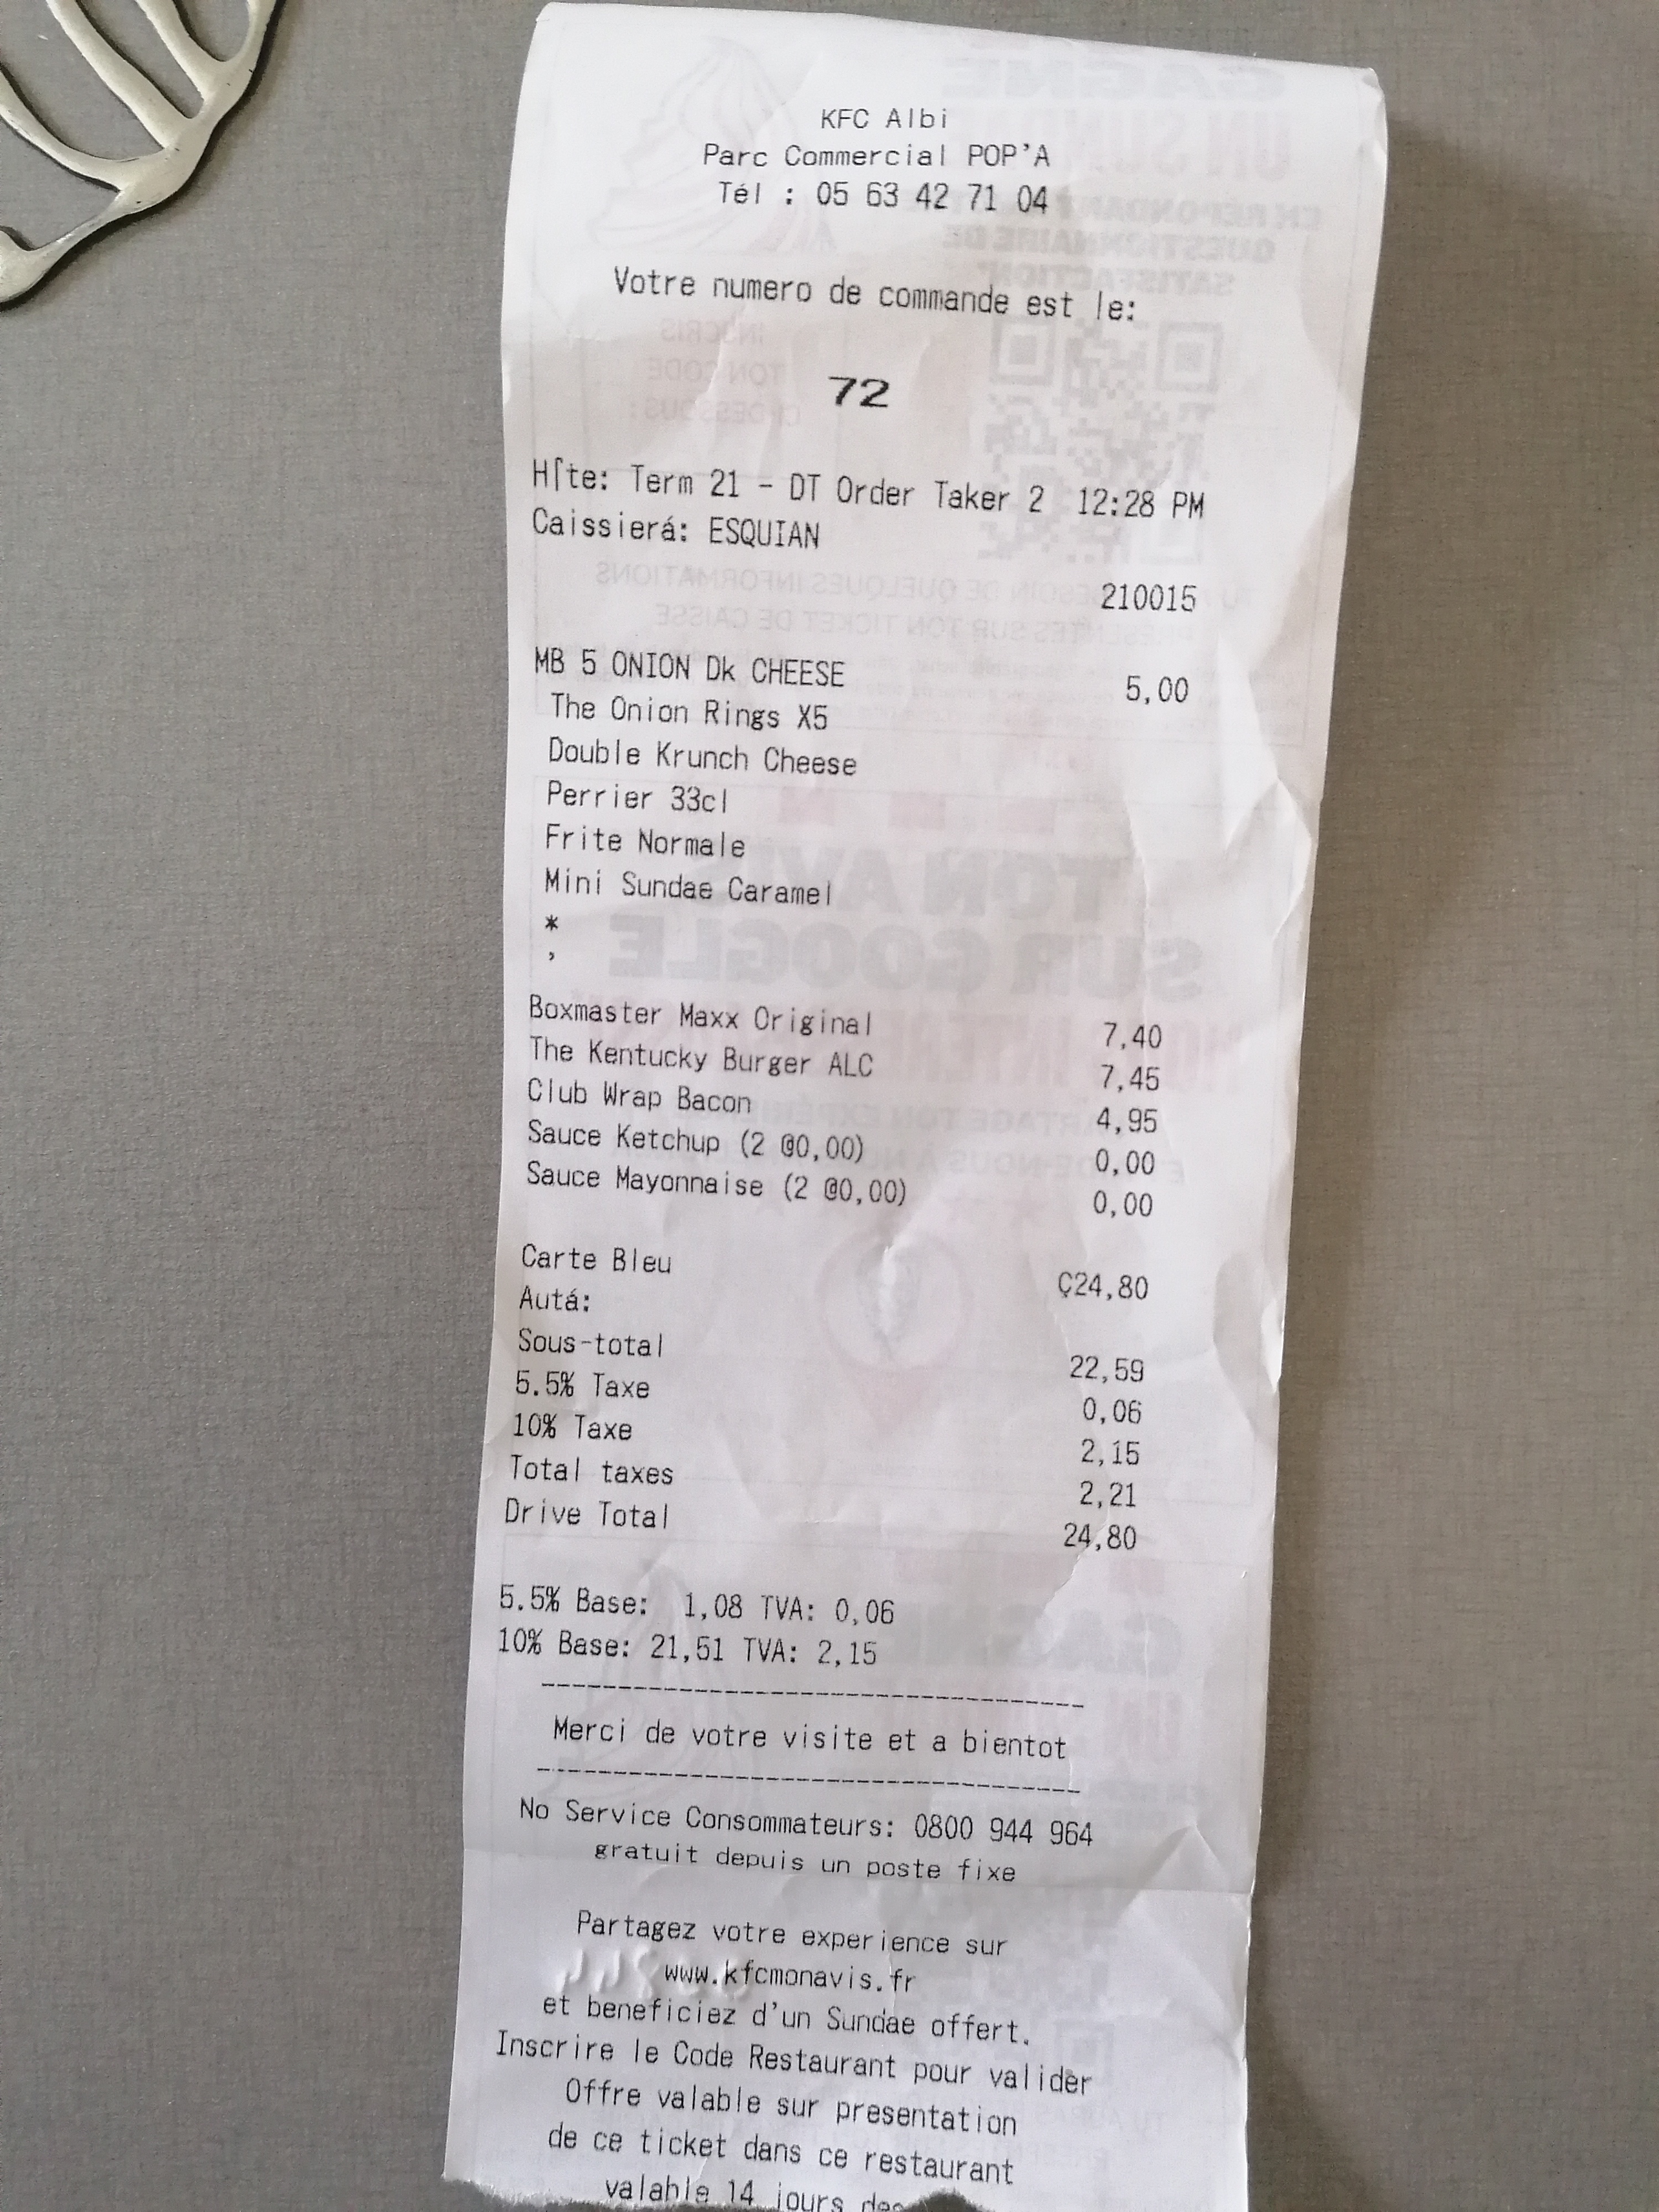 KFC Albi
Parc Commercial POP'A
Tél : 05 63 42 71 04
Votre numero de commande est le:
72
H⌠te: Term 21 - DT Order Taker 2 12:28 PM
Caissierá: ESQUIAN
210015
MB 5 ONION Dk CHEESE 5,00
The Onion Rings X5
Double Krunch Cheese
Perrier 33cl
Frite Normale
Mini Sundae Caramel
*
,
Boxmaster Maxx Original 7,40
The Kentucky Burger ALC 7,45
Club Wrap Bacon 4,95
Sauce Ketchup (2 @0,00) 0,00
Sauce Mayonnaise (2 @0,00) 0,00
Carte Bleu Ç24,80
Autá:
Sous-total 22,59
5.5% Taxe 0,06
10% Taxe 2,15
Total taxes 2,21
Drive Total 24,80
5.5% Base: 1,08 TVA: 0,06
10% Base: 21,51 TVA: 2,15
--------------------------------
Merci de votre visite et a bientot
--------------------------------
No Service Consommateurs: 0800 944 964
gratuit depuis un poste fixe
Partagez votre experience sur
www.kfcmonavis.fr
et beneficiez d'un Sundae offert.
Inscrire le Code Restaurant pour valider
Offre valable sur presentation
de ce ticket dans ce restaurant
valable 14 jours